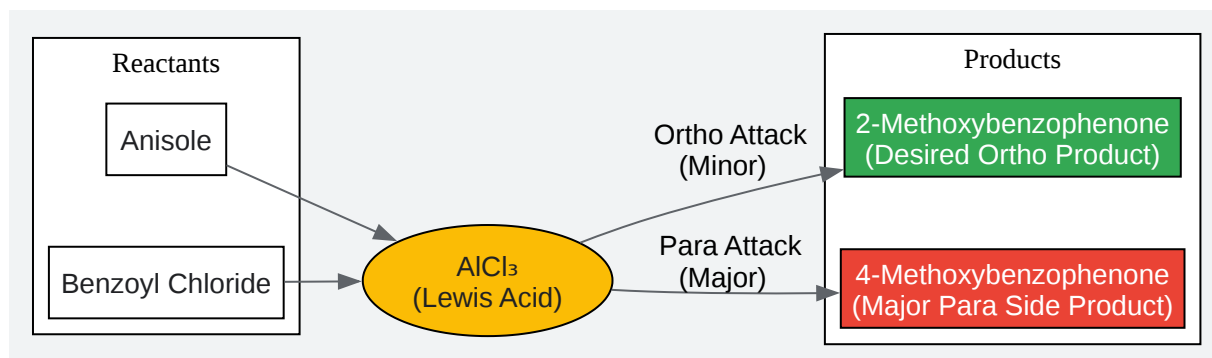 Reactants
Anisole
Benzoyl Chloride
AlCl₃
(Lewis Acid)
Ortho Attack
(Minor)
Para Attack
(Major)
Products
2-Methoxybenzophenone
(Desired Ortho Product)
4-Methoxybenzophenone
(Major Para Side Product)